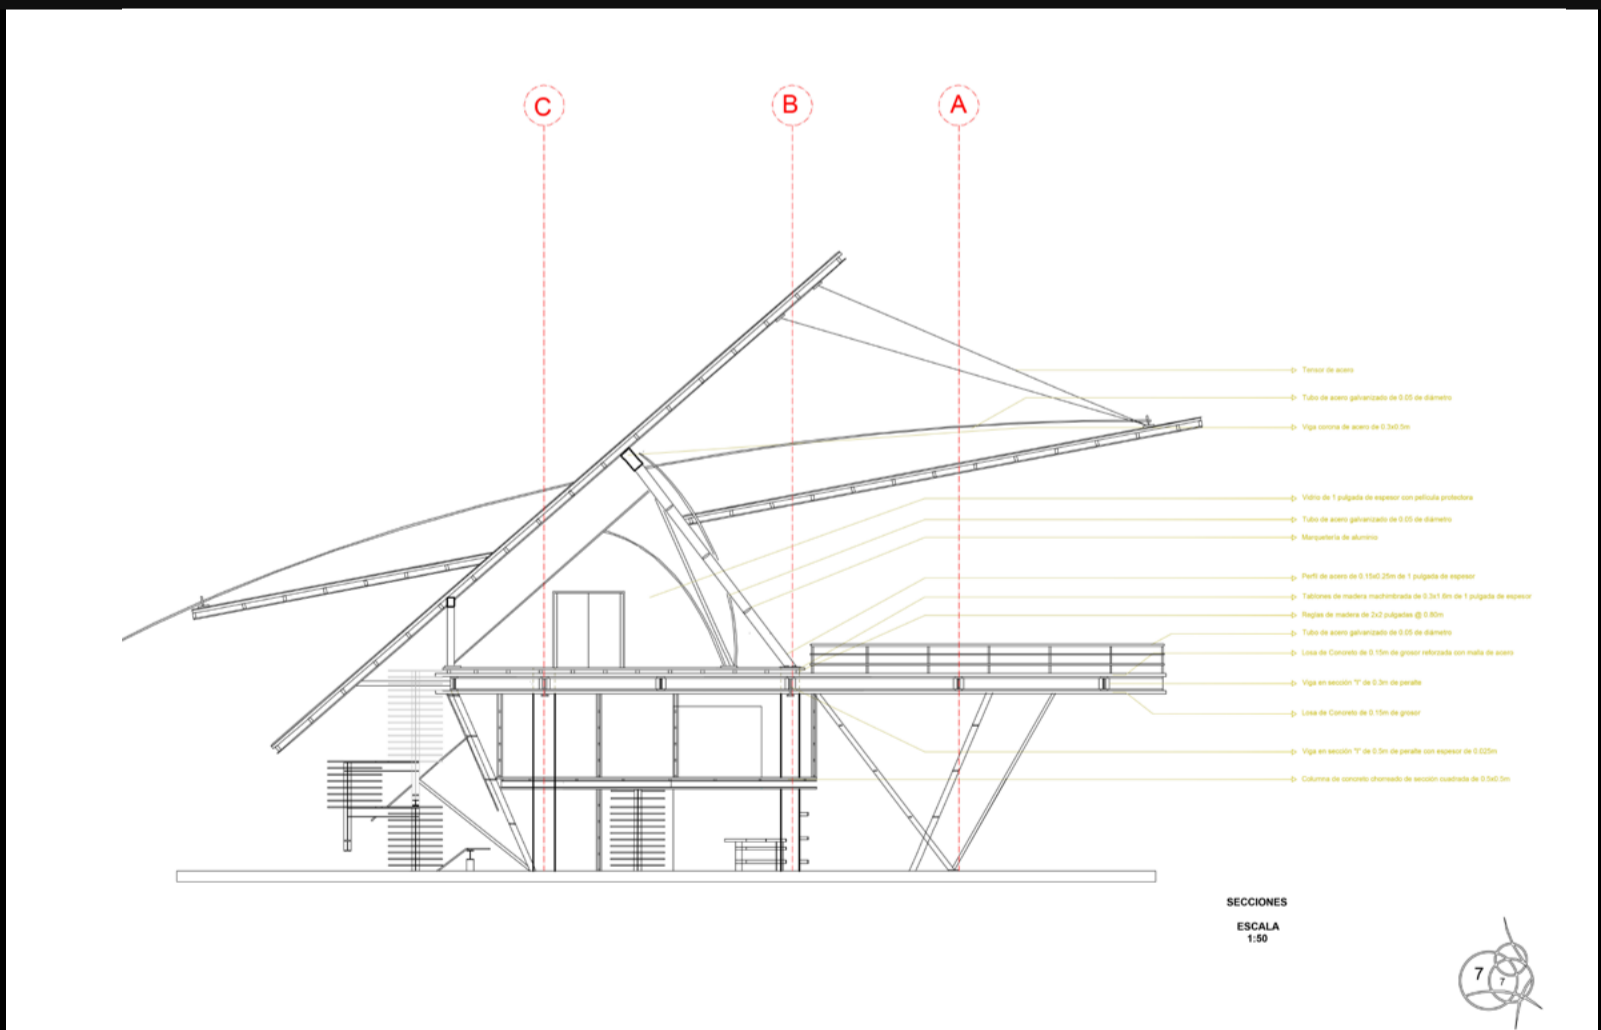 C B A
Tensor de acero
Tubo de acero galvanizado de 0.05 de diámetro
Viga corona de acero de 0.3x0.5m
Vidrio de 1 pulgada de espesor con película protectora
Tubo de acero galvanizado de 0.05 de diámetro
Marquetería de aluminio
Perfil de acero de 0.15x0.25m de 1 pulgada de espesor
Tablones de madera machimbrada de 0.3x1.8m de 1 pulgada de espesor
Reglas de madera de 2x2 pulgadas @ 0.80m
Tubo de acero galvanizado de 0.05 de diámetro
Losa de Concreto de 0.15m de grosor reforzada con malla de acero
Viga en sección "I" de 0.3m de peralte
Losa de Concreto de 0.15m de grosor
Viga en sección "I" de 0.5m de peralte con espesor de 0.025m
Columna de concreto chorreado de sección cuadrada de 0.5x0.5m
SECCIONES
ESCALA
1:50
7
7